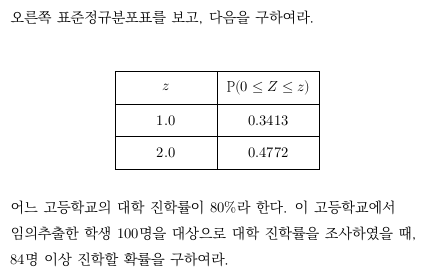 오른쪽 표준정규분포표를 보고, 다음을 구하여라.
z P(0 ≤ Z ≤ z)
1.0 0.3413
2.0 0.4772
어느 고등학교의 대학 진학률이 80%라 한다. 이 고등학교에서
임의추출한 학생 100명을 대상으로 대학 진학률을 조사하였을 때,
84명 이상 진학할 확률을 구하여라.